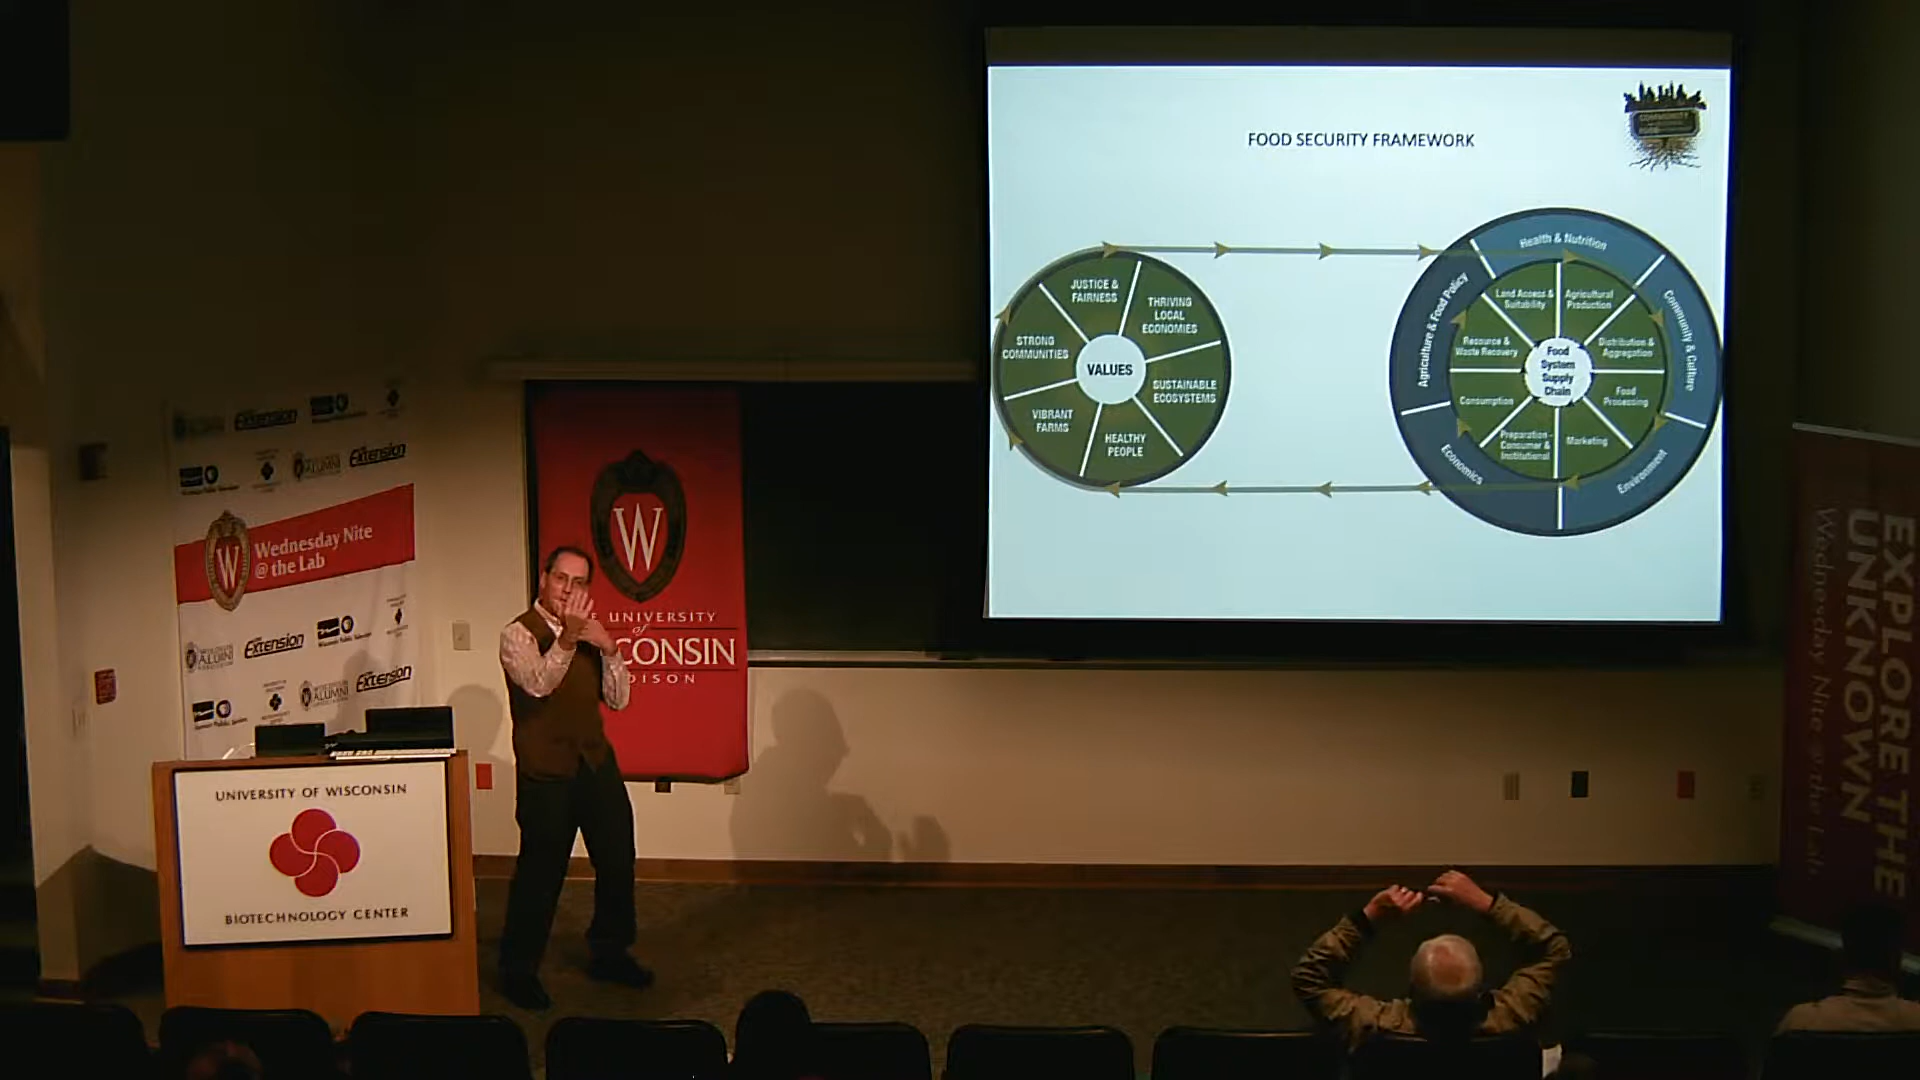 FOOD SECURITY FRAMEWORK
COMMUNITY
JUSTICE &
FAIRNESS
THRIVING
LOCAL
ECONOMIES
STRONG
COMMUNITIES
VALUES
SUSTAINABLE
ECOSYSTEMS
VIBRANT
FARMS
HEALTHY
PEOPLE
Health & Nutrition
Agriculture & Food Policy
Community & Culture
Economics
Environment
Land Access &
Suitability
Agricultural
Production
Resource &
Waste Recovery
Distribution &
Aggregation
Food
System
Supply
Chain
Consumption
Food
Processing
Preparation -
Consumer &
Institutional
Marketing
Extension
Extension
W
Wednesday Nite
@ the Lab
Extension
ALUMNI
Extension
W
UNIVERSITY
of
CONSIN
DISON
UNIVERSITY OF WISCONSIN
BIOTECHNOLOGY CENTER
EXPLORE THE
UNKNOWN
Wednesday Nite @ the Lab